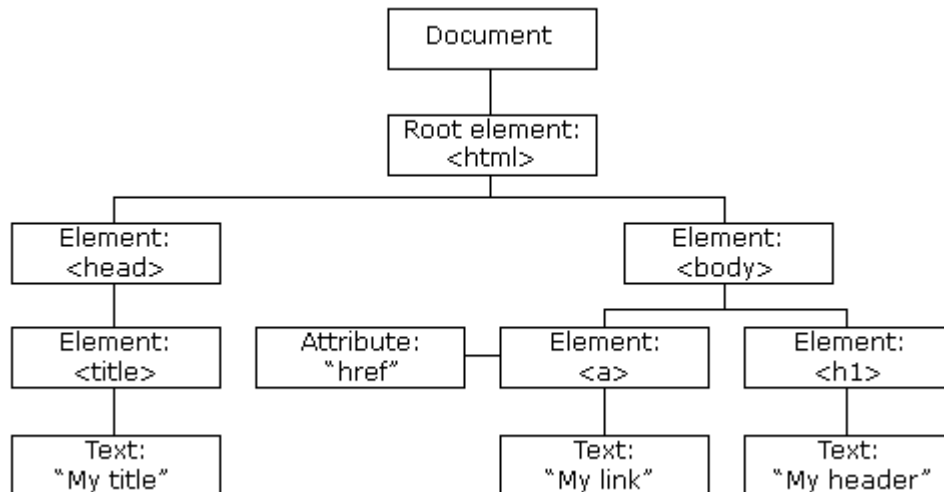 Document
Root element:
<html>
Element:
<head>
Element:
<body>
Element:
<title>
Attribute:
“href”
Element:
<a>
Element:
<h1>
Text:
“My title”
Text:
“My link”
Text:
“My header”